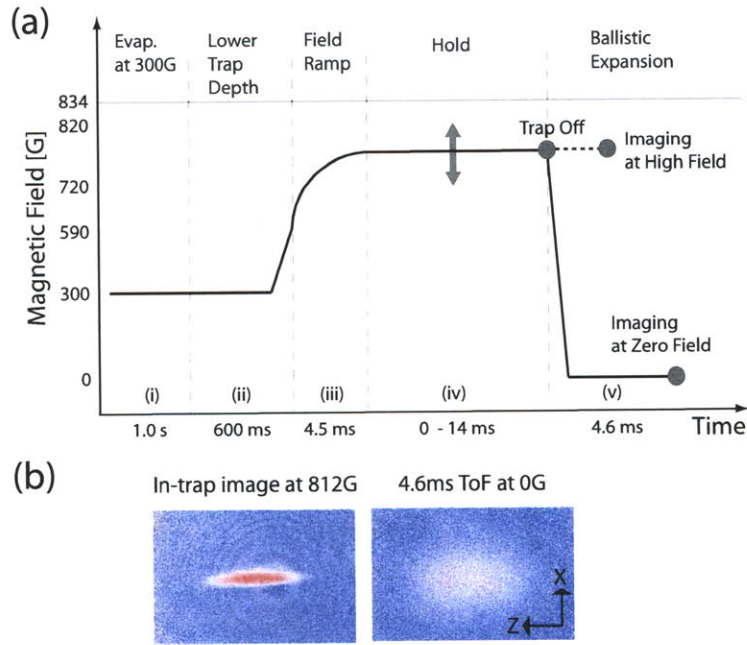 (a)
Evap.
at 300G
Lower
Trap
Depth
Field
Ramp
Hold
Ballistic
Expansion
Magnetic Field [G]
834
820
720
590
300
0
Trap Off
Imaging
at High Field
Imaging
at Zero Field
(i)
(ii)
(iii)
(iv)
(v)
1.0 s
600 ms
4.5 ms
0 - 14 ms
4.6 ms
Time
(b)
In-trap image at 812G
4.6ms ToF at 0G
X
Z